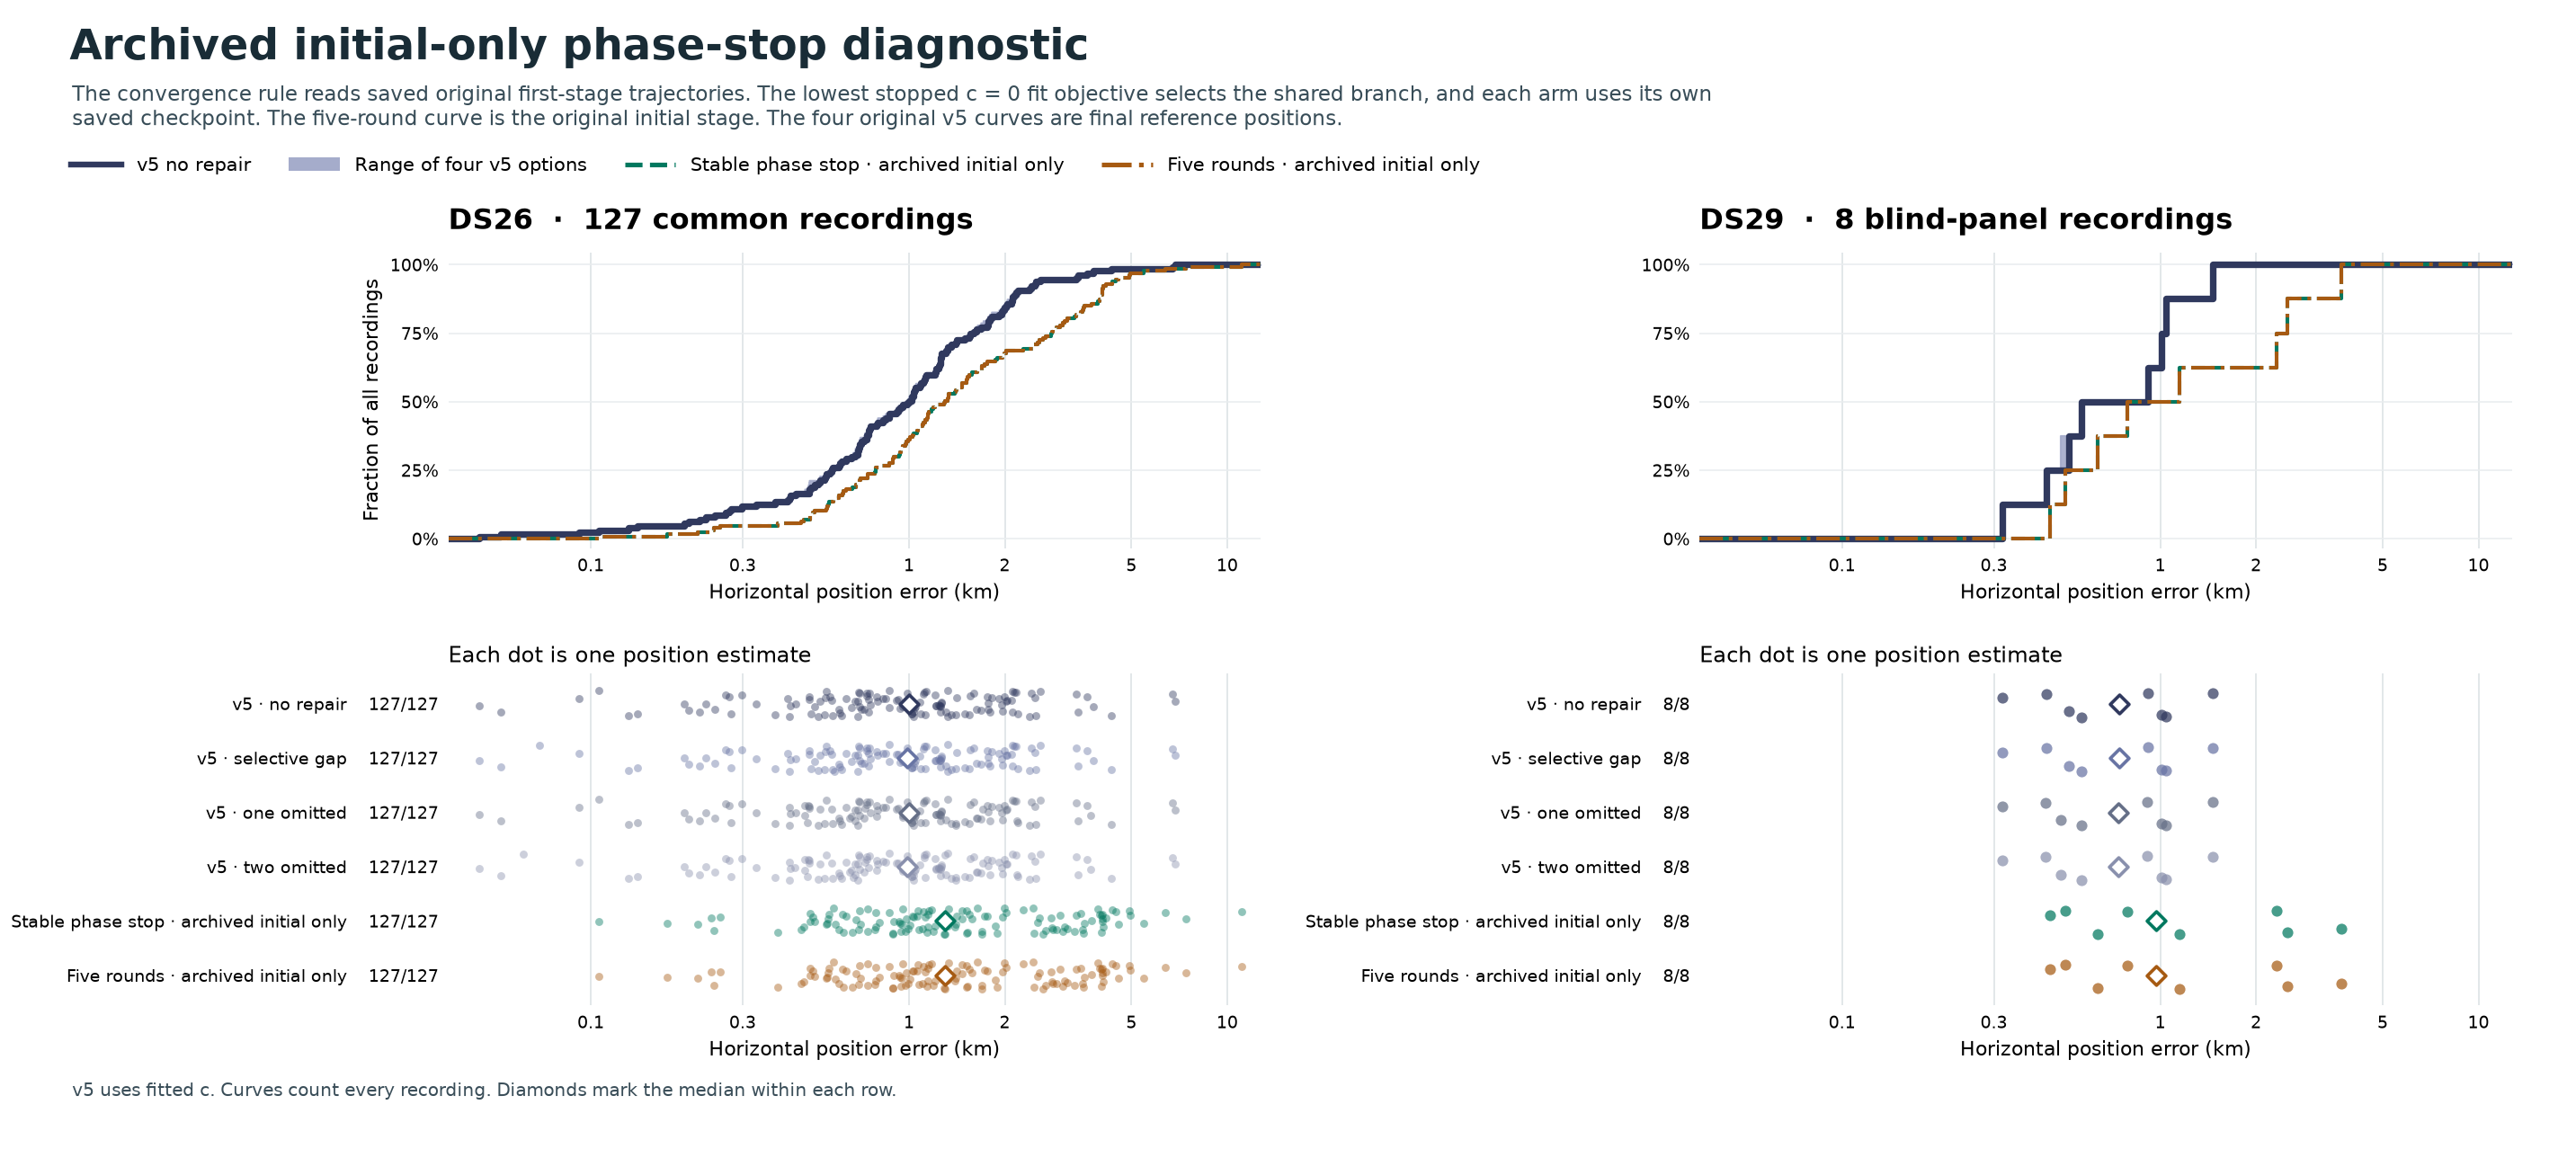 Archived initial-only phase-stop diagnostic
The convergence rule reads saved original first-stage trajectories. The lowest stopped c = 0 fit objective selects the shared branch, and each arm uses its own
saved checkpoint. The five-round curve is the original initial stage. The four original v5 curves are final reference positions.
v5 no repair
Range of four v5 options
Stable phase stop · archived initial only
Five rounds · archived initial only
DS26 · 127 common recordings
Fraction of all recordings
100%
75%
50%
25%
0%
0.1 0.3 1 2 5 10
Horizontal position error (km)
DS29 · 8 blind-panel recordings
100%
75%
50%
25%
0%
0.1 0.3 1 2 5 10
Horizontal position error (km)
Each dot is one position estimate
v5 · no repair 127/127
v5 · selective gap 127/127
v5 · one omitted 127/127
v5 · two omitted 127/127
Stable phase stop · archived initial only 127/127
Five rounds · archived initial only 127/127
0.1 0.3 1 2 5 10
Horizontal position error (km)
Each dot is one position estimate
v5 · no repair 8/8
v5 · selective gap 8/8
v5 · one omitted 8/8
v5 · two omitted 8/8
Stable phase stop · archived initial only 8/8
Five rounds · archived initial only 8/8
0.1 0.3 1 2 5 10
Horizontal position error (km)
v5 uses fitted c. Curves count every recording. Diamonds mark the median within each row.